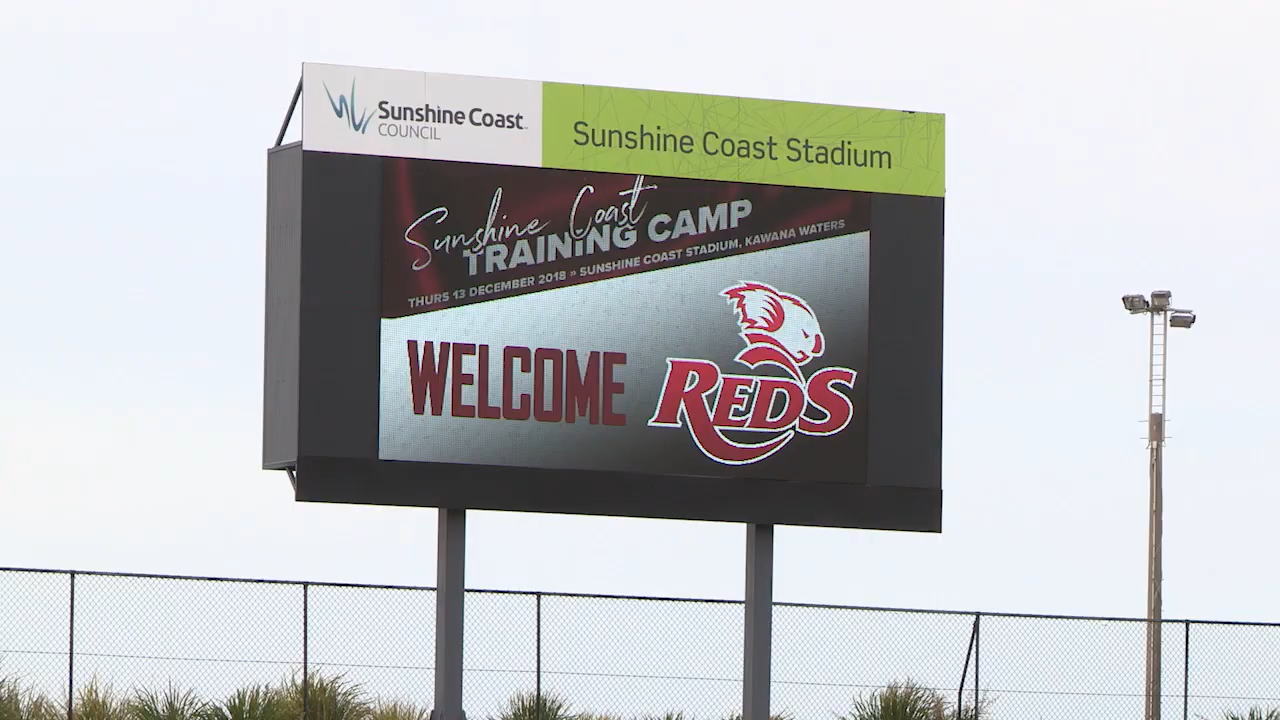 Sunshine Coast
COUNCIL
Sunshine Coast Stadium
Sunshine Coast
TRAINING CAMP
THURS 13 DECEMBER 2018 » SUNSHINE COAST STADIUM, KAWANA WATERS
WELCOME
REDS